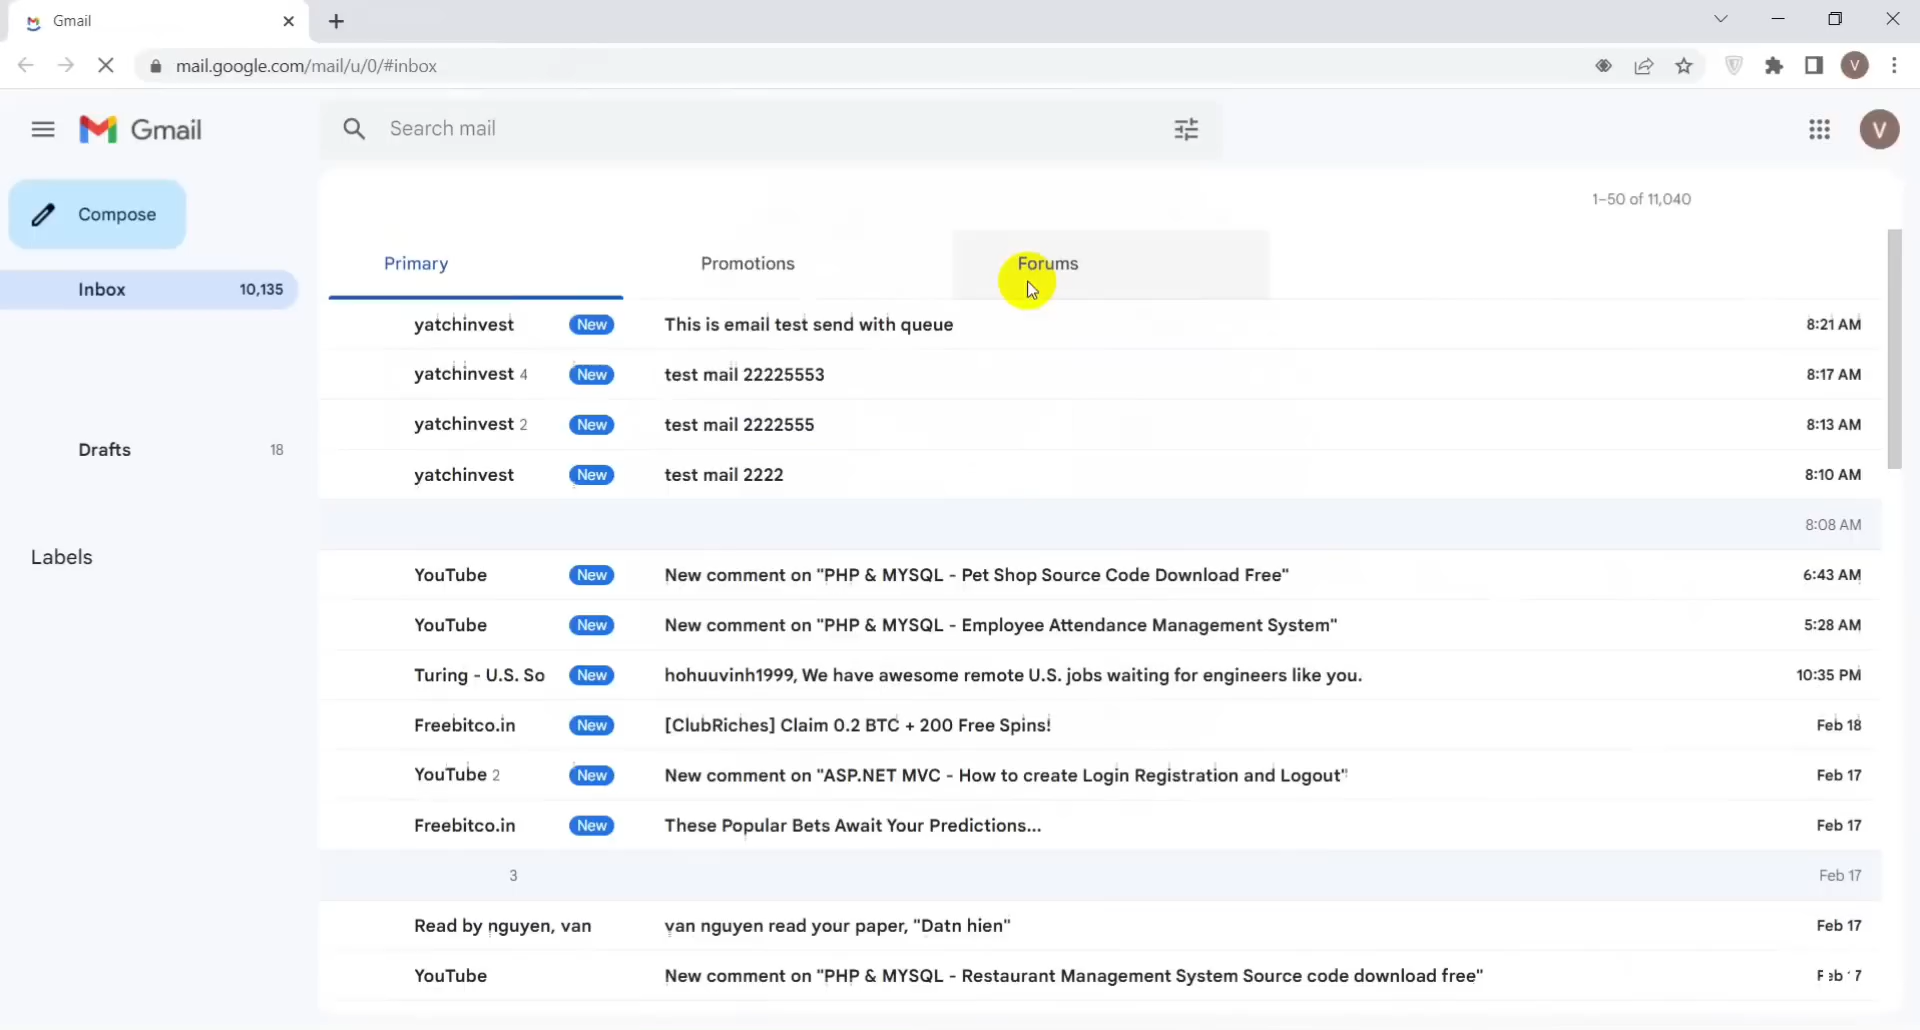 Gmail
mail.google.com/mail/u/0/#inbox
V
Gmail
Search mail
V
Compose
1–50 of 11,040
Primary
Promotions
Forums
Inbox 10,135
Drafts 18
Labels
yatchinvest New This is email test send with queue 8:21 AM
yatchinvest 4 New test mail 22225553 8:17 AM
yatchinvest 2 New test mail 2222555 8:13 AM
yatchinvest New test mail 2222 8:10 AM
8:08 AM
YouTube New New comment on "PHP & MYSQL - Pet Shop Source Code Download Free" 6:43 AM
YouTube New New comment on "PHP & MYSQL - Employee Attendance Management System" 5:28 AM
Turing - U.S. So New hohuuvinh1999, We have awesome remote U.S. jobs waiting for engineers like you. 10:35 PM
Freebitco.in New [ClubRiches] Claim 0.2 BTC + 200 Free Spins! Feb 18
YouTube 2 New New comment on "ASP.NET MVC - How to create Login Registration and Logout" Feb 17
Freebitco.in New These Popular Bets Await Your Predictions... Feb 17
3 Feb 17
Read by nguyen, van van nguyen read your paper, "Datn hien" Feb 17
YouTube New comment on "PHP & MYSQL - Restaurant Management System Source code download free" Feb 17